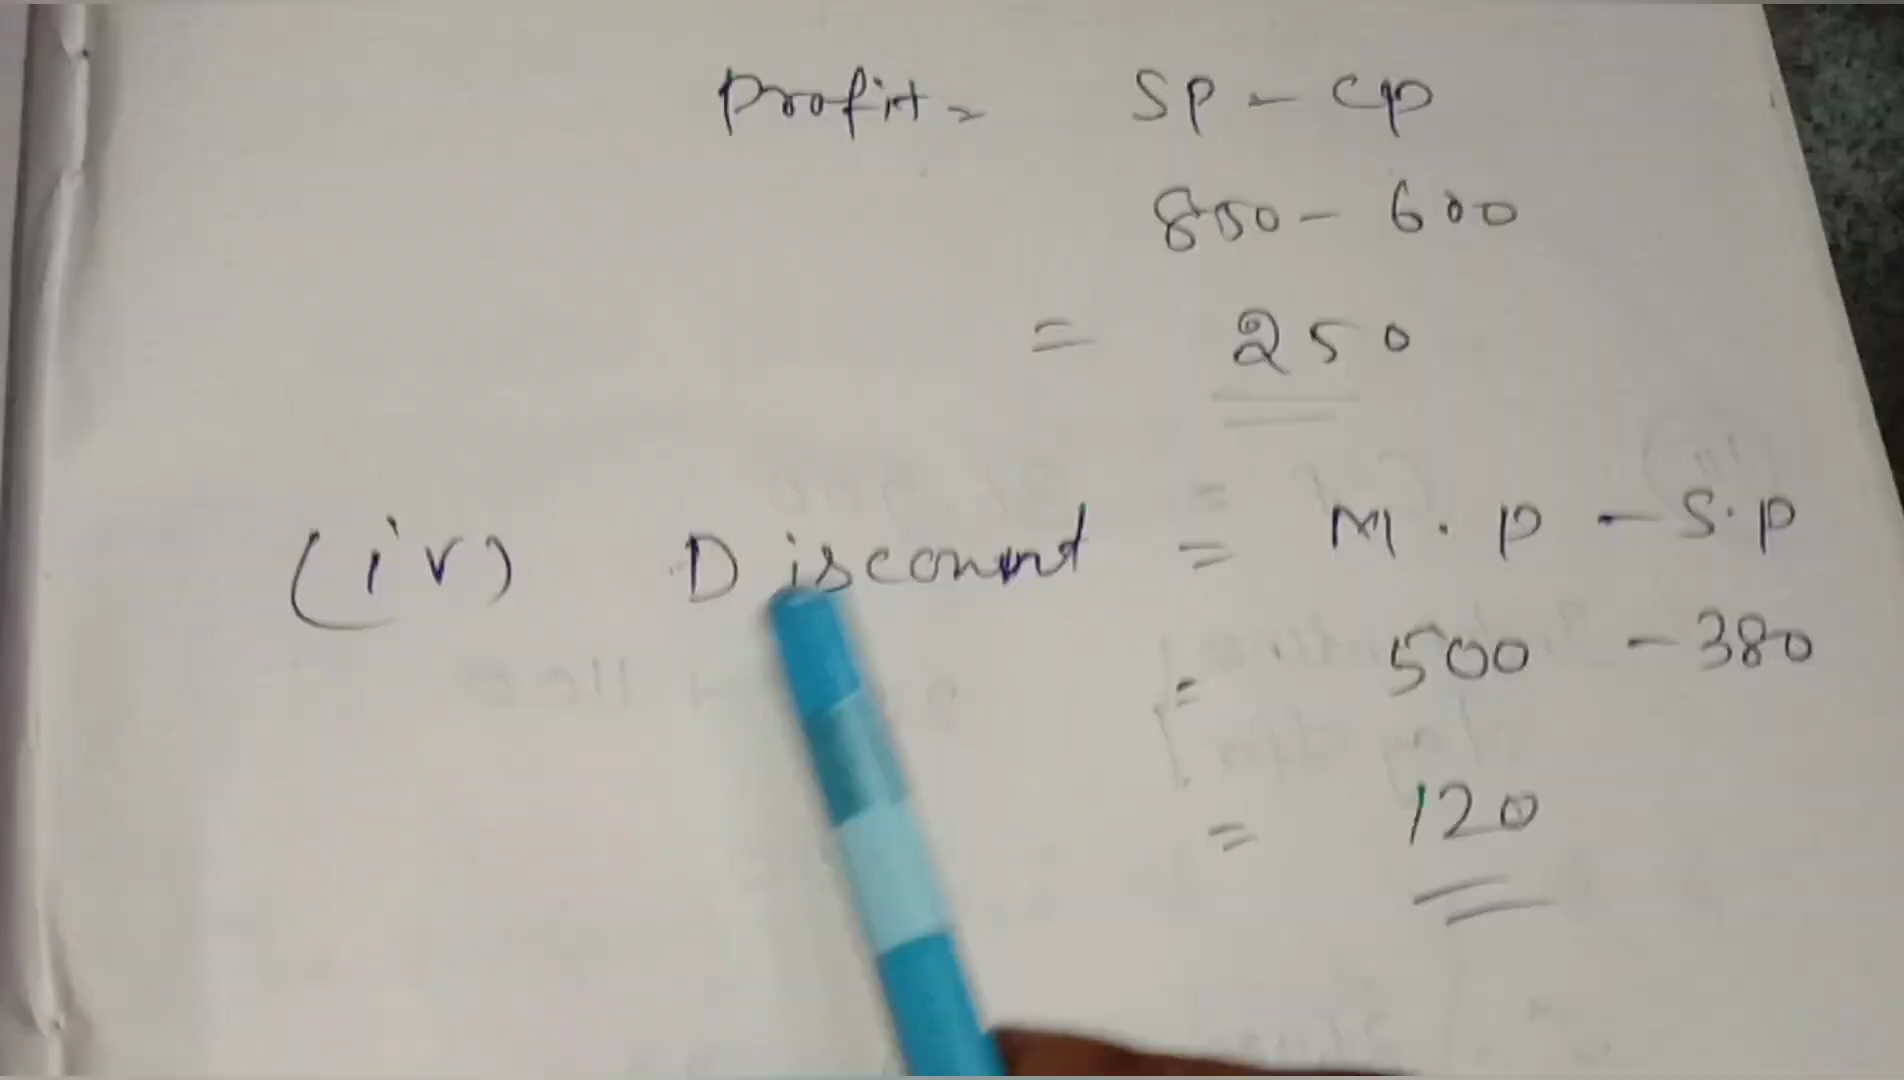 Profit = SP - CP
850 - 600
= 250
(iv) Discount = M.P - S.P
= 500 - 380
= 120